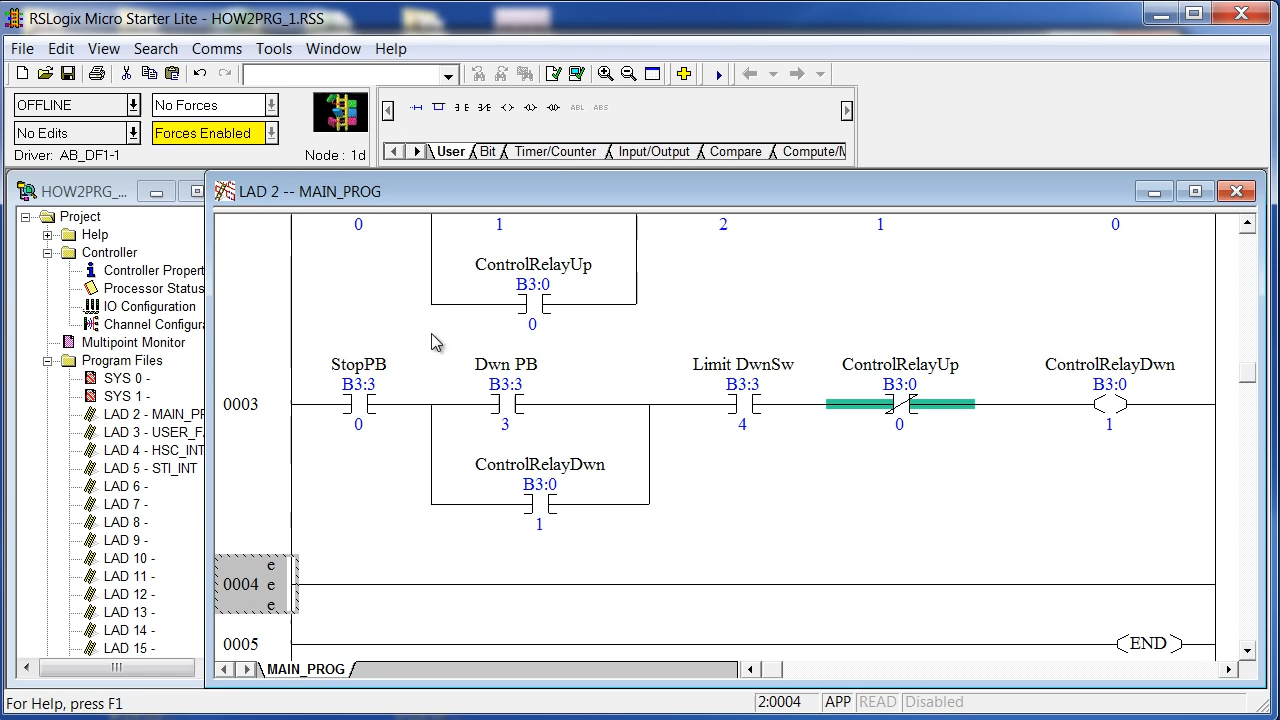 RSLogix Micro Starter Lite - HOW2PRG_1.RSS
File Edit View Search Comms Tools Window Help
OFFLINE No Forces
No Edits Forces Enabled
Driver: AB_DF1-1 Node : 1d
ABL ABS
User Bit Timer/Counter Input/Output Compare Compute/M
HOW2PRG_...
LAD 2 -- MAIN_PROG
Project
Help
Controller
Controller Propert
Processor Status
IO Configuration
Channel Configura
Multipoint Monitor
Program Files
SYS 0 -
SYS 1 -
LAD 2 - MAIN_PR
LAD 3 - USER_FA
LAD 4 - HSC_INT
LAD 5 - STI_INT
LAD 6 -
LAD 7 -
LAD 8 -
LAD 9 -
LAD 10 -
LAD 11 -
LAD 12 -
LAD 13 -
LAD 14 -
LAD 15 -
0 1 2 1 0
ControlRelayUp
B3:0
0
StopPB Dwn PB Limit DwnSw ControlRelayUp ControlRelayDwn
B3:3 B3:3 B3:3 B3:0 B3:0
0003
0 3 4 0 1
ControlRelayDwn
B3:0
1
e
0004 e
e
0005 END
MAIN_PROG
For Help, press F1 2:0004 APP READ Disabled